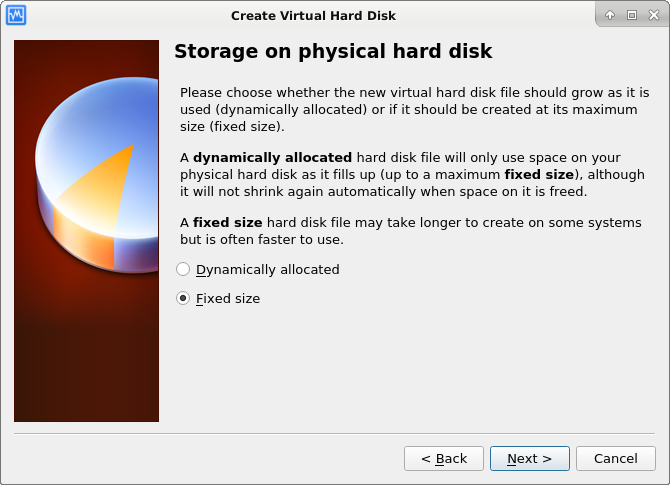 Create Virtual Hard Disk
Storage on physical hard disk
Please choose whether the new virtual hard disk file should grow as it is
used (dynamically allocated) or if it should be created at its maximum
size (fixed size).
A dynamically allocated hard disk file will only use space on your
physical hard disk as it fills up (up to a maximum fixed size), although
it will not shrink again automatically when space on it is freed.
A fixed size hard disk file may take longer to create on some systems
but is often faster to use.
Dynamically allocated
Fixed size
< Back Next > Cancel